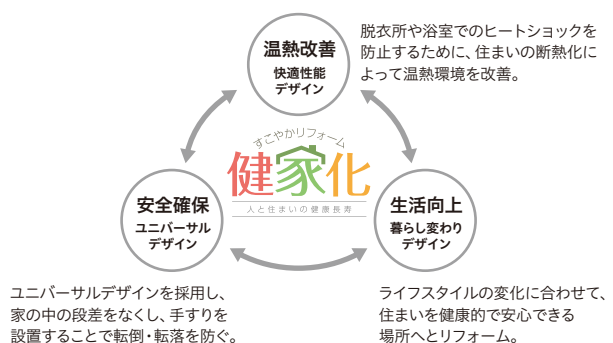 温熱改善
快適性能
デザイン
脱衣所や浴室でのヒートショックを
防止するために、住まいの断熱化に
よって温熱環境を改善。
すこやかリフォーム
健家化
人と住まいの健康長寿
安全確保
ユニバーサル
デザイン
生活向上
暮らし変わり
デザイン
ユニバーサルデザインを採用し、
家の中の段差をなくし、手すりを
設置することで転倒・転落を防ぐ。
ライフスタイルの変化に合わせて、
住まいを健康的で安心できる
場所へとリフォーム。